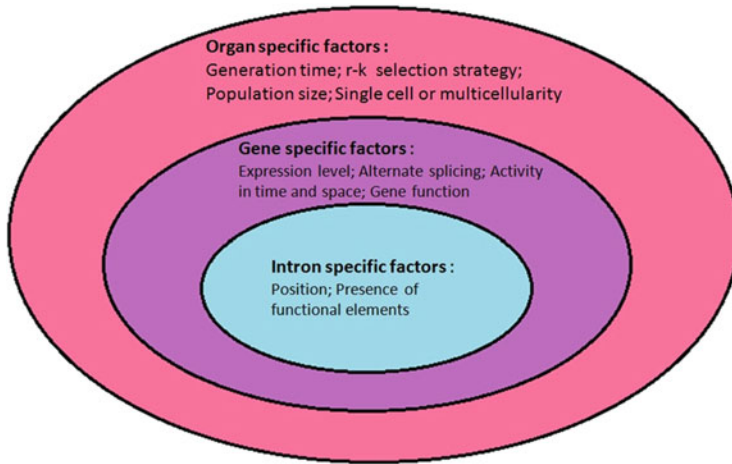 Organ specific factors :
Generation time; r-k selection strategy;
Population size; Single cell or multicellularity
Gene specific factors :
Expression level; Alternate splicing; Activity
in time and space; Gene function
Intron specific factors :
Position; Presence of
functional elements